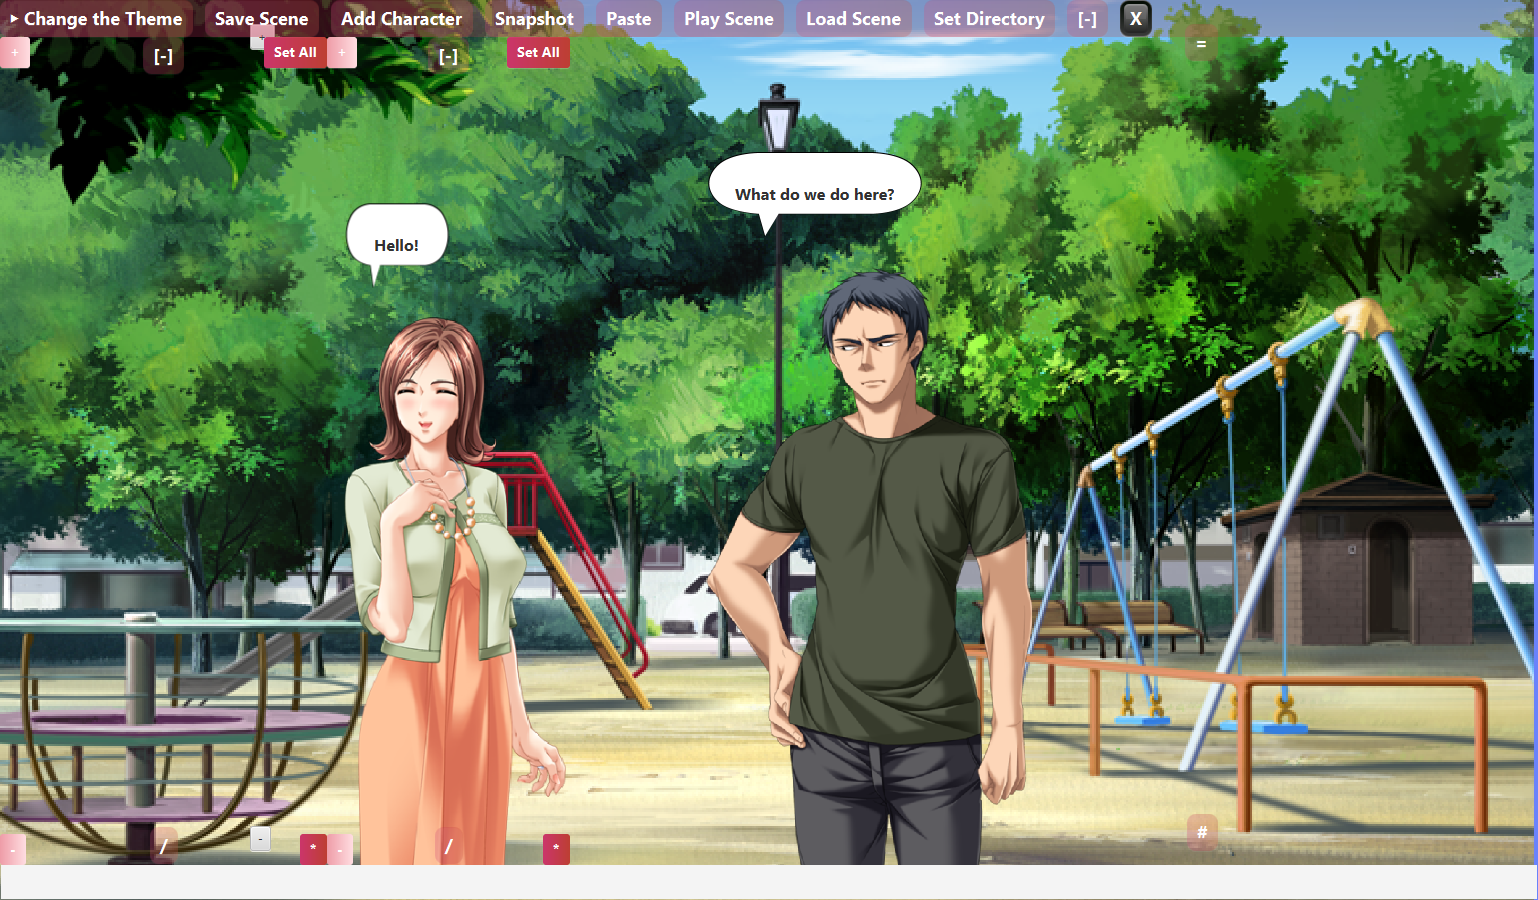 ▸ Change the Theme
Save Scene
Add Character
Snapshot
Paste
Play Scene
Load Scene
Set Directory
[-]
X
+
[-]
+
Set All
+
[-]
Set All
=
What do we do here?
Hello!
-
/
-
*
-
/
*
#